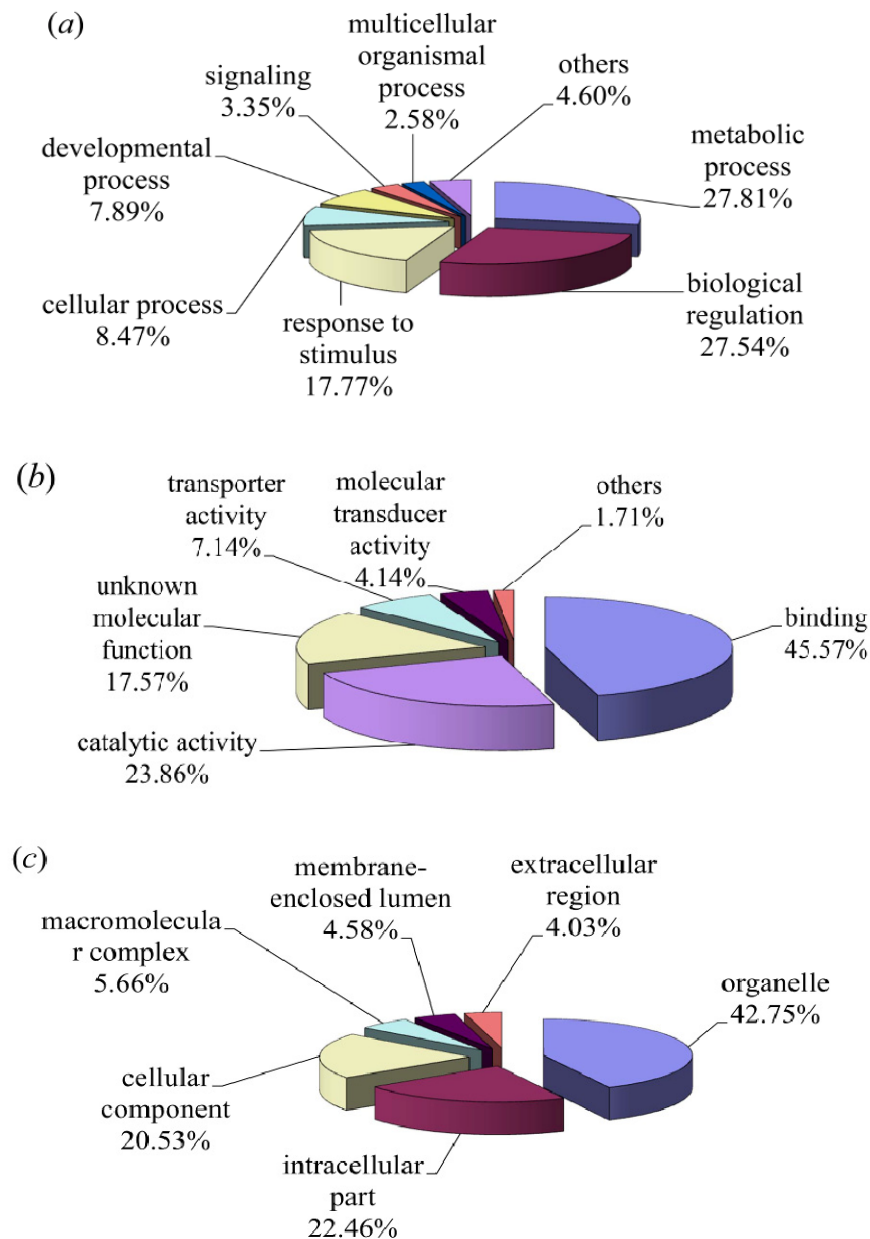 (a)
multicellular
organismal
process
2.58%
others
4.60%
signaling
3.35%
metabolic
process
27.81%
developmental
process
7.89%
cellular process
8.47%
response to
stimulus
17.77%
biological
regulation
27.54%
(b)
transporter
activity
7.14%
molecular
transducer
activity
4.14%
others
1.71%
unknown
molecular
function
17.57%
binding
45.57%
catalytic activity
23.86%
(c)
membrane-
enclosed lumen
4.58%
extracellular
region
4.03%
macromolecula
r complex
5.66%
organelle
42.75%
cellular
component
20.53%
intracellular
part
22.46%